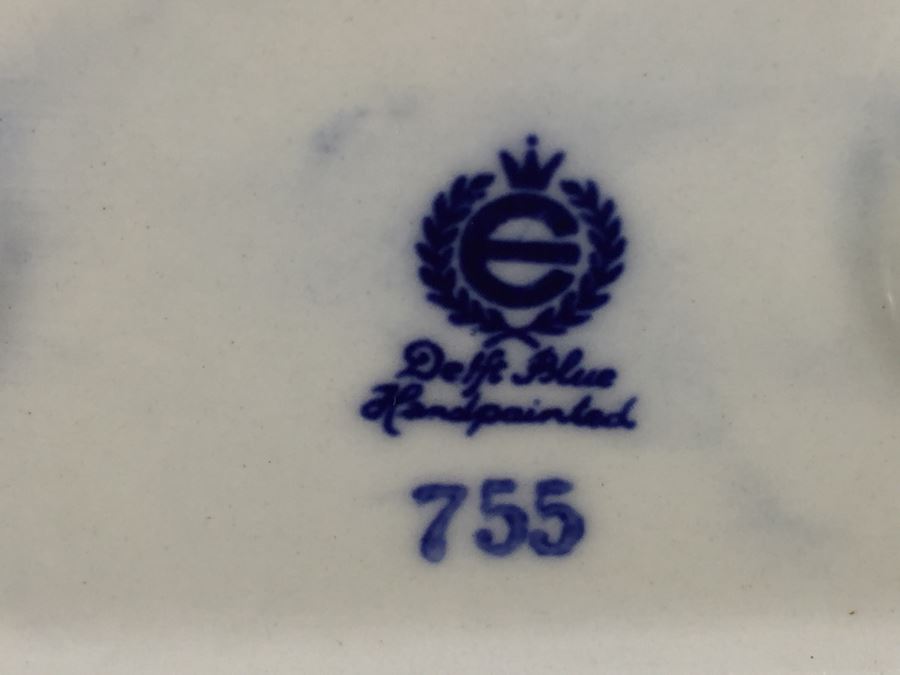 e
Delft Blue
Handpainted
755